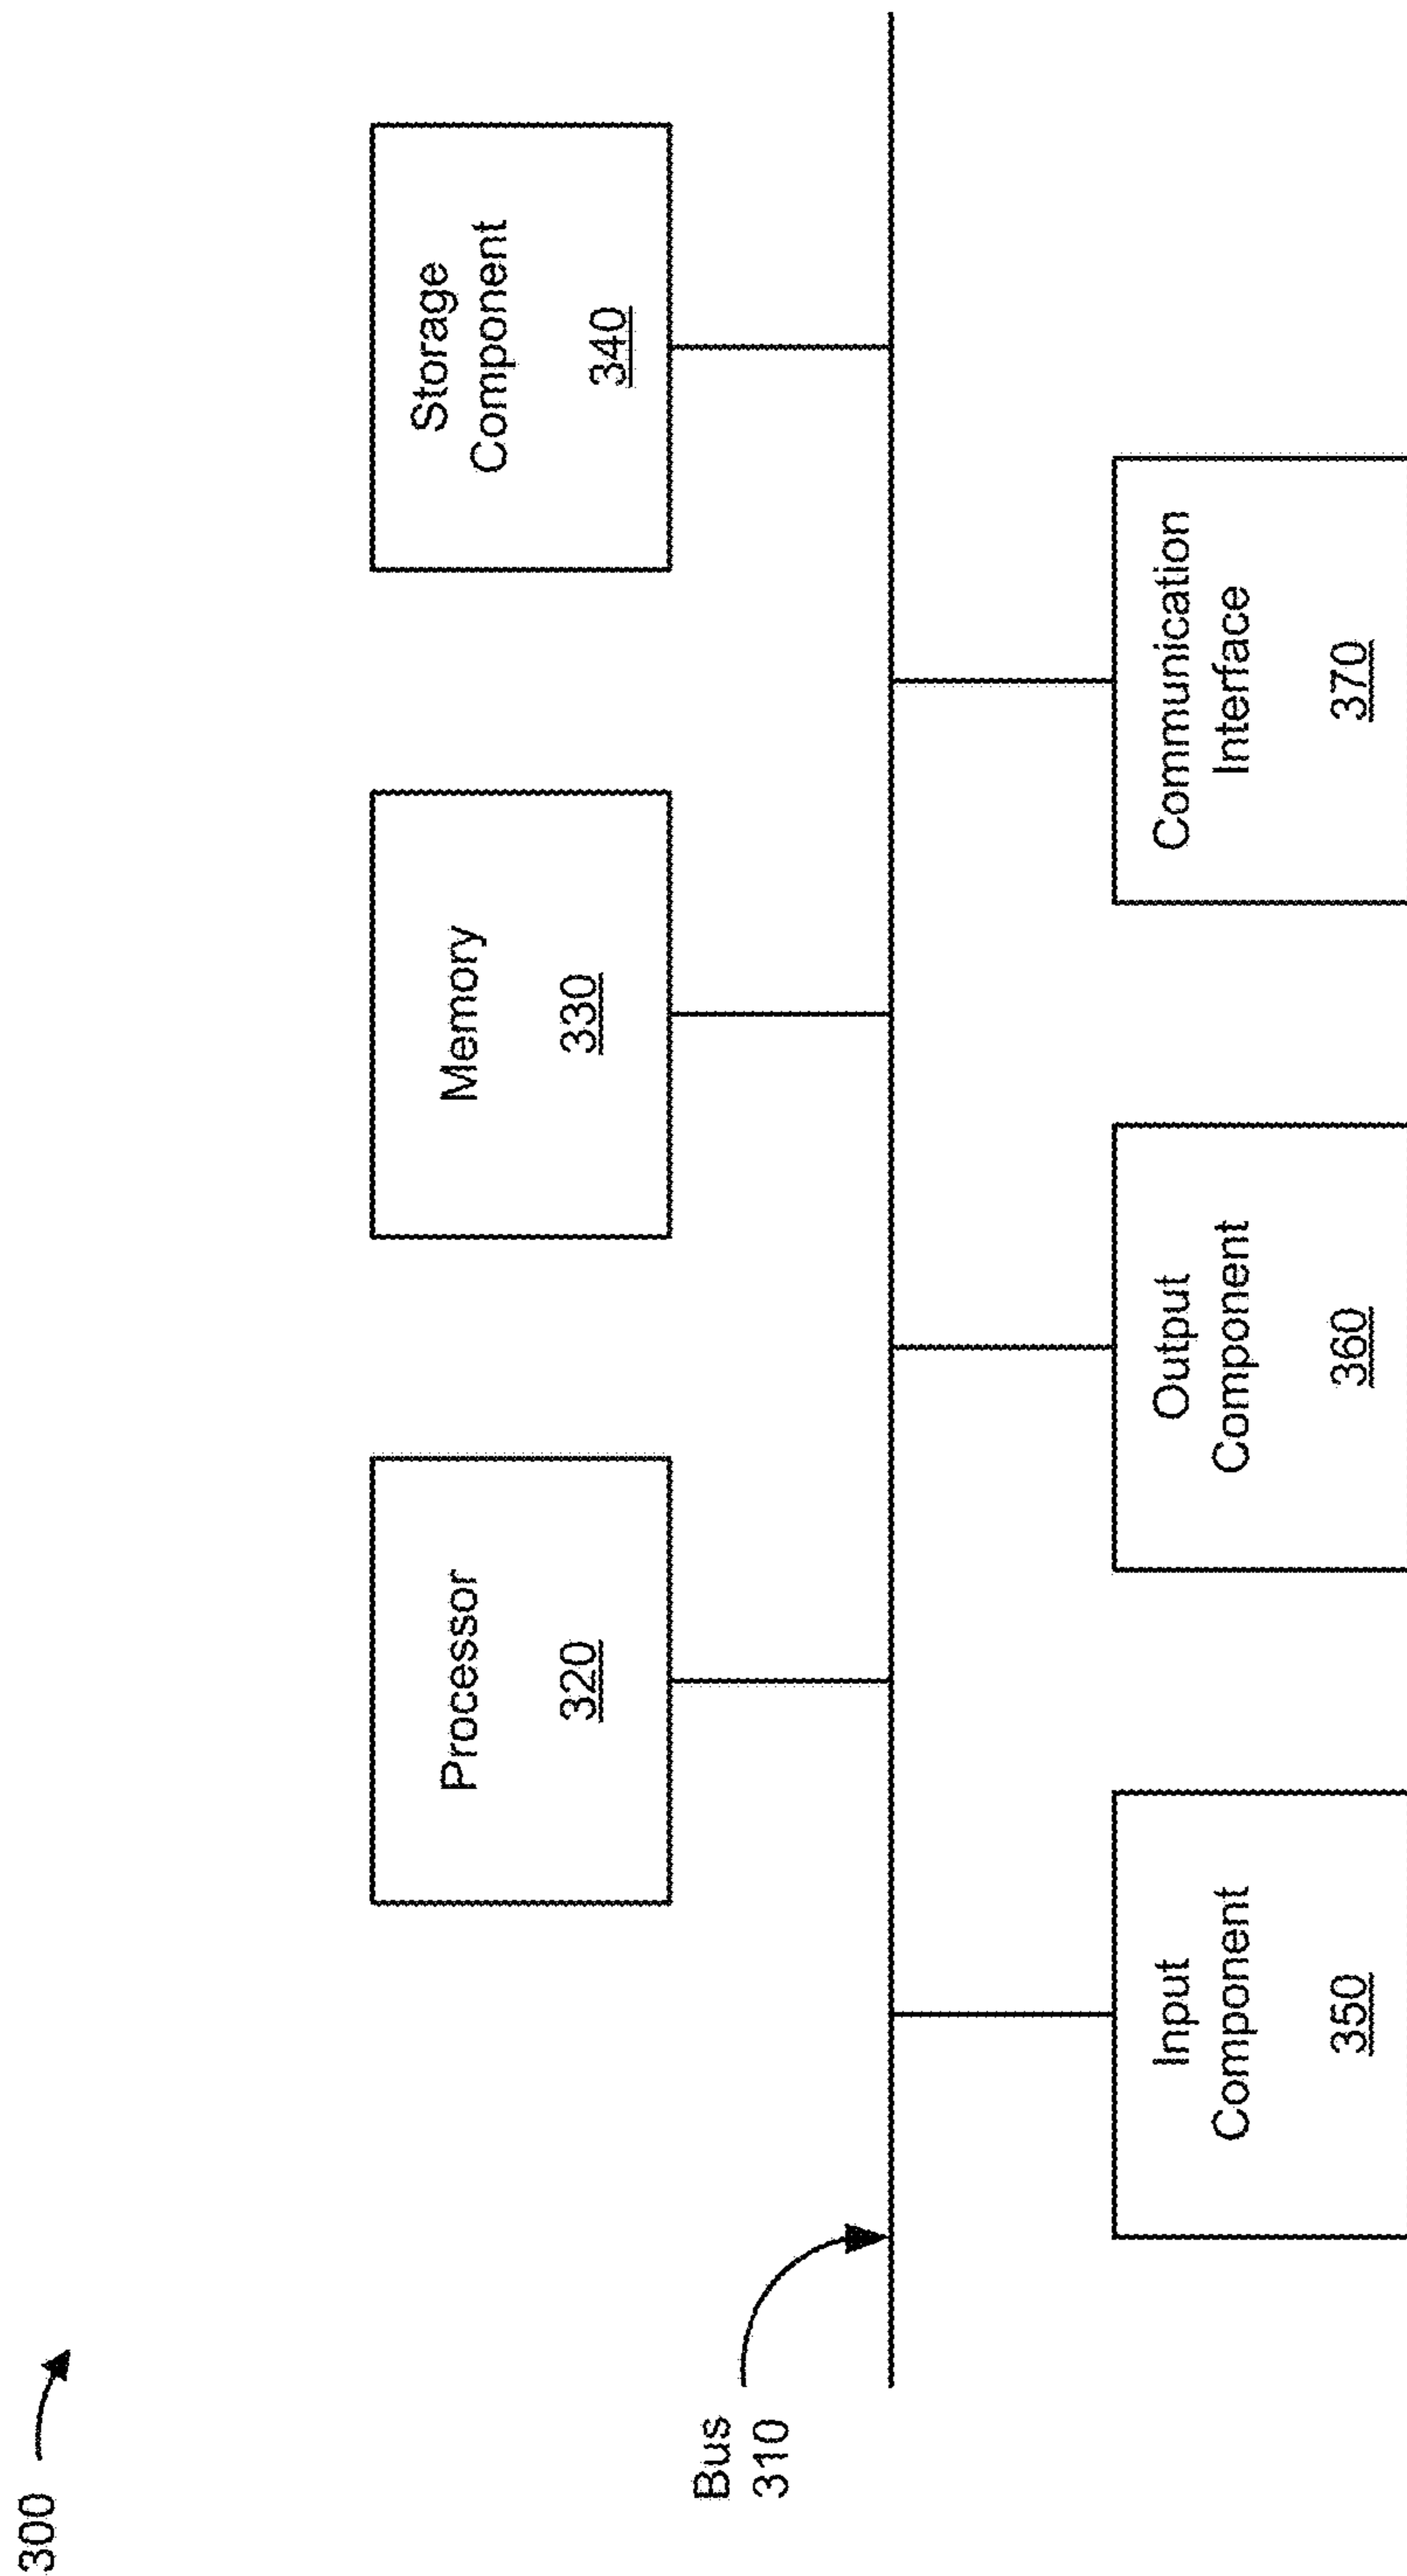 300
Processor
320
Memory
330
Storage
Component
340
Bus
310
Input
Component
350
Output
Component
360
Communication
Interface
370